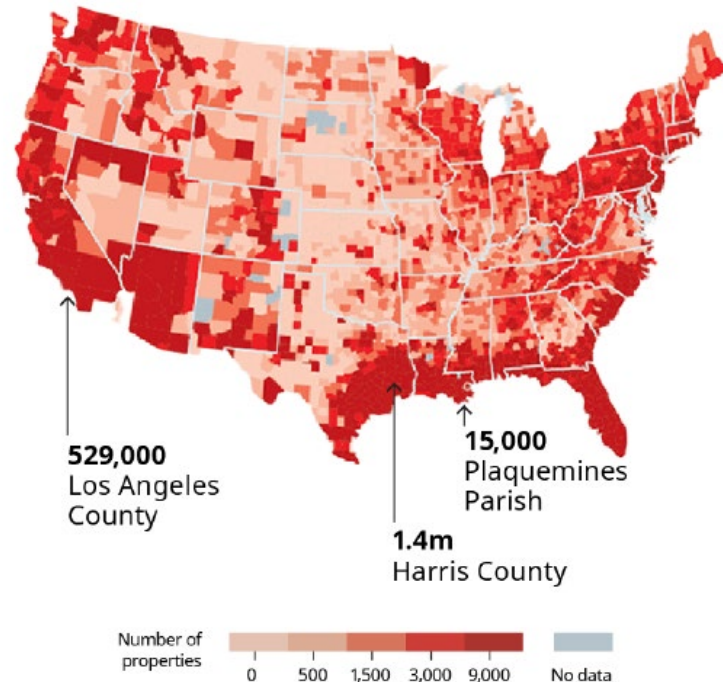 529,000
Los Angeles
County
15,000
Plaquemines
Parish
1.4m
Harris County
Number of
properties
0 500 1,500 3,000 9,000 No data